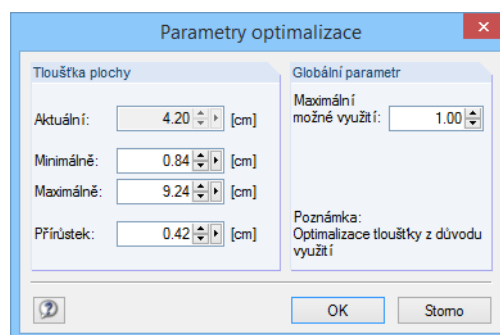 Parametry optimalizace
Tloušťka plochy
Aktuální: 4.20 [cm]
Minimálně: 0.84 [cm]
Maximálně: 9.24 [cm]
Přírůstek: 0.42 [cm]
Globální parametr
Maximální
možné využití: 1.00
Poznámka:
Optimalizace tloušťky z důvodu
využití
OK Storno